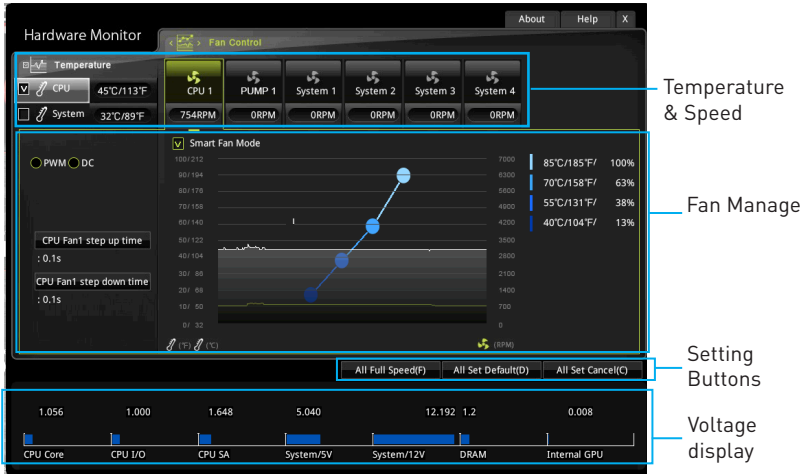 About Help X
Hardware Monitor
Fan Control
Temperature
CPU 45℃/113℉
System 32℃/89℉
CPU 1 PUMP 1 System 1 System 2 System 3 System 4
754RPM 0RPM 0RPM 0RPM 0RPM 0RPM
Temperature
& Speed
Smart Fan Mode
PWM DC
CPU Fan1 step up time
: 0.1s
CPU Fan1 step down time
: 0.1s
100/212 7000
90/194 6300
80/176 5600
70/158 4900
60/140 4200
50/122 3500
40/104 2800
30/ 86 2100
20/ 68 1400
10/ 50 700
0/ 32 0
(℉) (℃) (RPM)
85℃/185℉/ 100%
70℃/158℉/ 63%
55℃/131℉/ 38%
40℃/104℉/ 13%
Fan Manage
All Full Speed(F) All Set Default(D) All Set Cancel(C)
Setting
Buttons
1.056 1.000 1.648 5.040 12.192 1.2 0.008
CPU Core CPU I/O CPU SA System/5V System/12V DRAM Internal GPU
Voltage
display